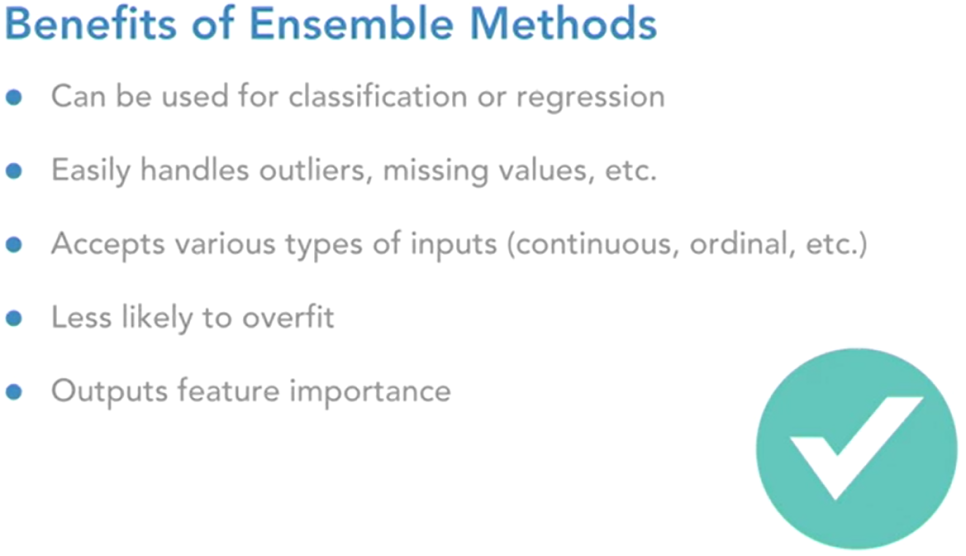 Benefits of Ensemble Methods
Can be used for classification or regression
Easily handles outliers, missing values, etc.
Accepts various types of inputs (continuous, ordinal, etc.)
Less likely to overfit
Outputs feature importance